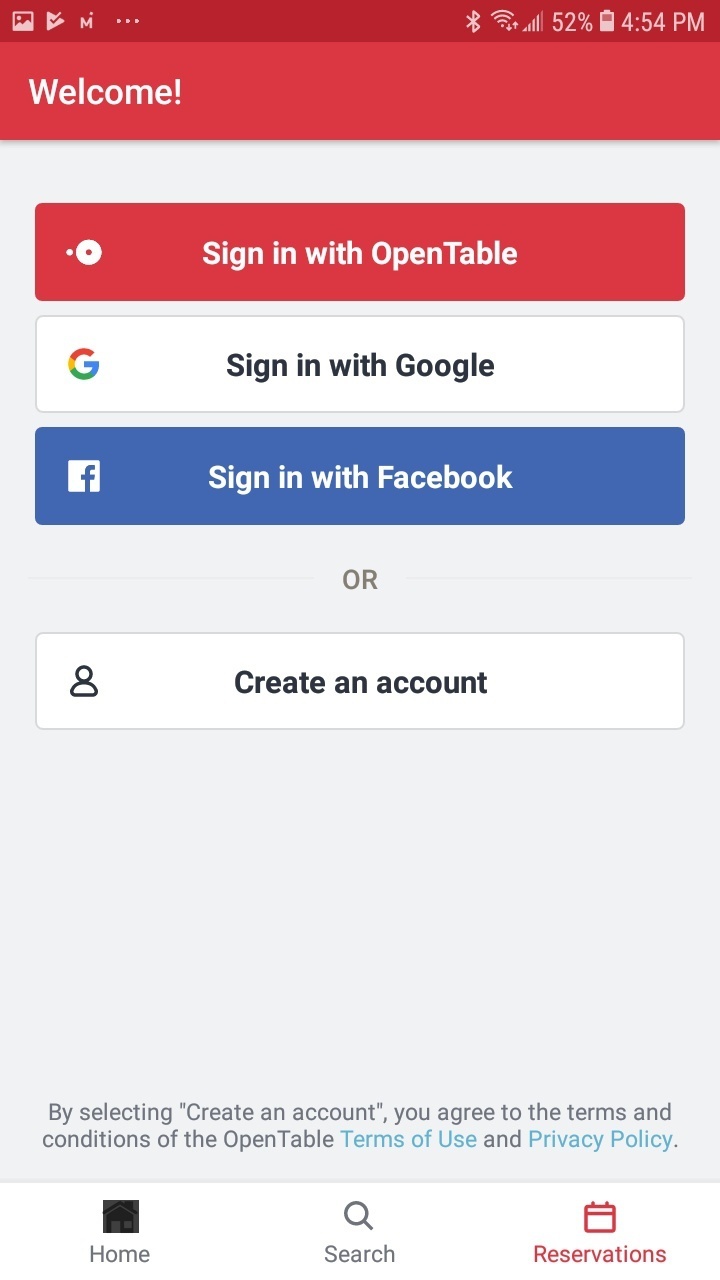 52% 4:54 PM
Welcome!
Sign in with OpenTable
Sign in with Google
Sign in with Facebook
OR
Create an account
By selecting "Create an account", you agree to the terms and
conditions of the OpenTable Terms of Use and Privacy Policy.
Home Search Reservations